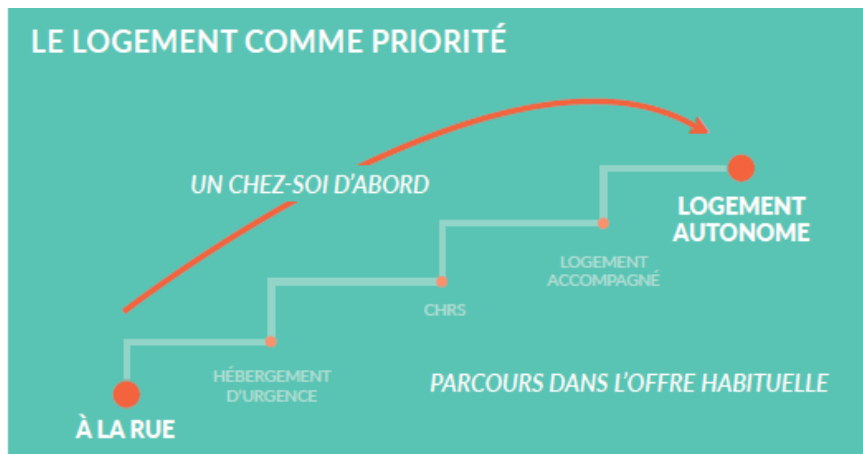 LE LOGEMENT COMME PRIORITÉ
UN CHEZ-SOI D'ABORD
LOGEMENT
AUTONOME
LOGEMENT
ACCOMPAGNÉ
CHRS
HÉBERGEMENT
D'URGENCE
PARCOURS DANS L'OFFRE HABITUELLE
À LA RUE